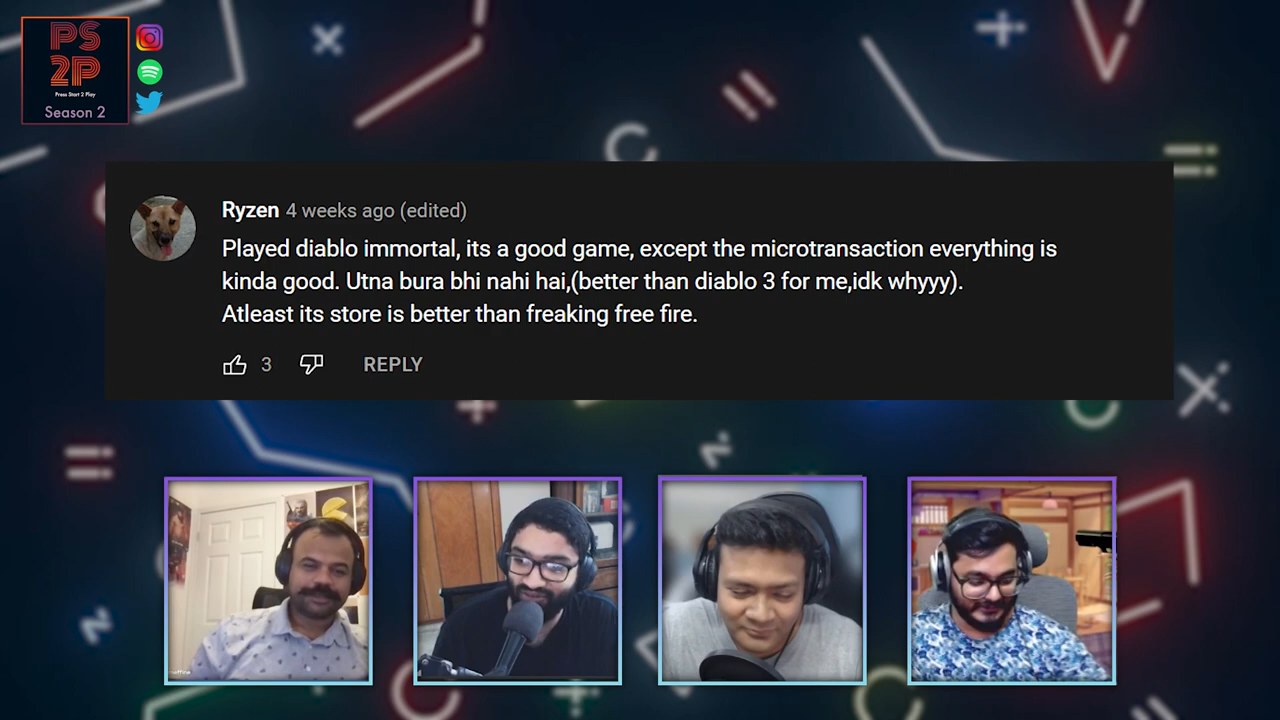 PS
2P
Press Start 2 Play
Season 2
Ryzen 4 weeks ago (edited)
Played diablo immortal, its a good game, except the microtransaction everything is
kinda good. Utna bura bhi nahi hai,(better than diablo 3 for me,idk whyyy).
Atleast its store is better than freaking free fire.
3
REPLY